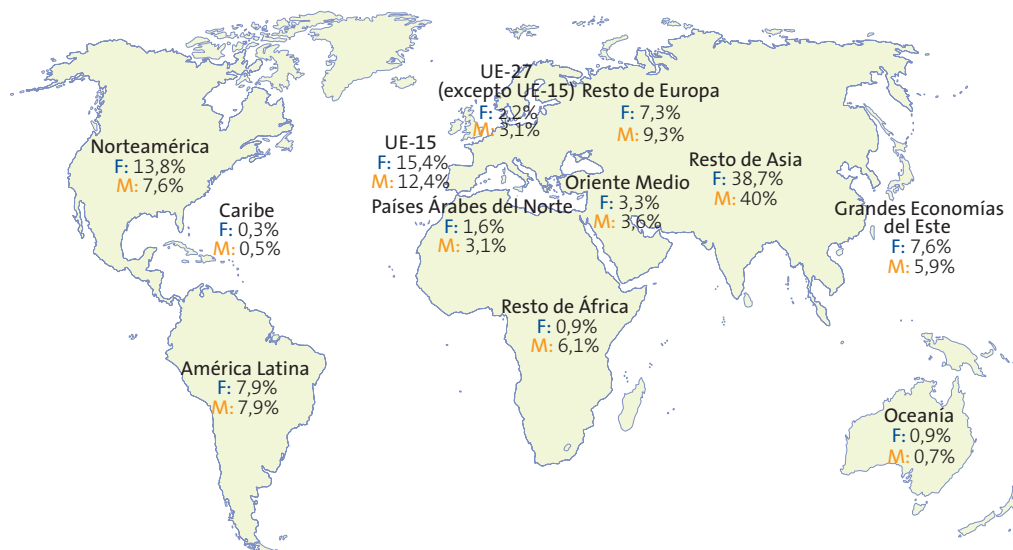 UE-27
(excepto UE-15)
F: 2,2%
M: 3,1%
Resto de Europa
F: 7,3%
M: 9,3%
Norteamérica
F: 13,8%
M: 7,6%
UE-15
F: 15,4%
M: 12,4%
Resto de Asia
F: 38,7%
M: 40%
Oriente Medio
F: 3,3%
M: 3,6%
Caribe
F: 0,3%
M: 0,5%
Países Árabes del Norte
F: 1,6%
M: 3,1%
Grandes Economías
del Este
F: 7,6%
M: 5,9%
Resto de África
F: 0,9%
M: 6,1%
América Latina
F: 7,9%
M: 7,9%
Oceanía
F: 0,9%
M: 0,7%